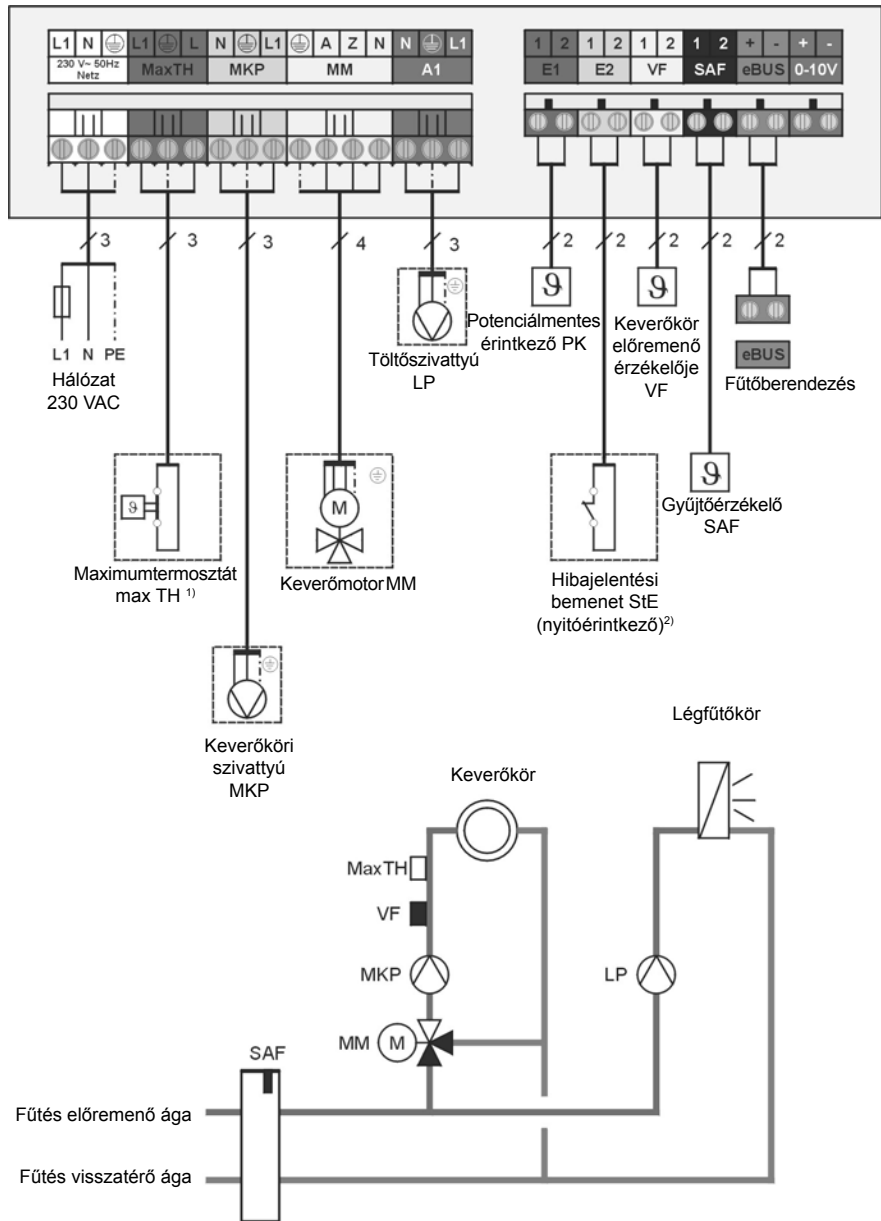 L1 N L1 L N L1 A Z N N L1
230 V~ 50Hz
Netz
MaxTH MKP MM A1
1 2 1 2 1 2 1 2 + - + -
E1 E2 VF SAF eBUS 0-10V
3 3 3 4 3 2 2 2 2 2
L1 N PE
Hálózat
230 VAC
Töltőszivattyú
LP
Potenciálmentes
érintkező PK
Keverőkör
előremenő
érzékelője
VF
eBUS
Fűtőberendezés
ϑ
ϑ
ϑ
ϑ
M
Maximumtermosztát
max TH 1)
Keverőmotor MM
Hibajelentési
bemenet StE
(nyitóérintkező)2)
Gyűjtőérzékelő
SAF
Keverőköri
szivattyú
MKP
Légfűtőkör
Keverőkör
MaxTH
VF
MKP
LP
MM M
SAF
Fűtés előremenő ága
Fűtés visszatérő ága